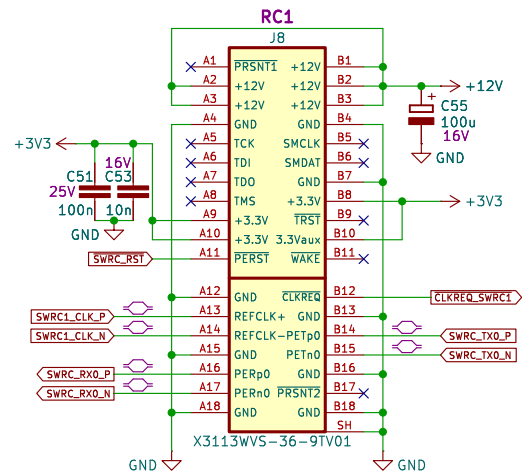 RC1
J8
A1 PRSNT1 +12V B1
A2 +12V +12V B2 +12V
A3 +12V +12V B3
+ C55
100u
16V
A4 GND GND B4
+3V3 A5 TCK SMCLK B5
GND
16V A6 TDI SMDAT B6
C51 C53 A7 TDO GND B7
25V
100n 10n A8 TMS +3.3V B8 +3V3
A9 +3.3V TRST B9
GND A10 +3.3V 3.3Vaux B10
SWRC_RST A11 PERST WAKE B11
A12 GND CLKREQ B12 CLKREQ_SWRC1
SWRC1_CLK_P A13 REFCLK+ GND B13
SWRC1_CLK_N A14 REFCLK- PETp0 B14 SWRC_TX0_P
A15 GND PETn0 B15 SWRC_TX0_N
SWRC_RX0_P A16 PERp0 GND B16
SWRC_RX0_N A17 PERn0 PRSNT2 B17
A18 GND GND B18
SH
X3113WVS-36-9TV01
GND GND